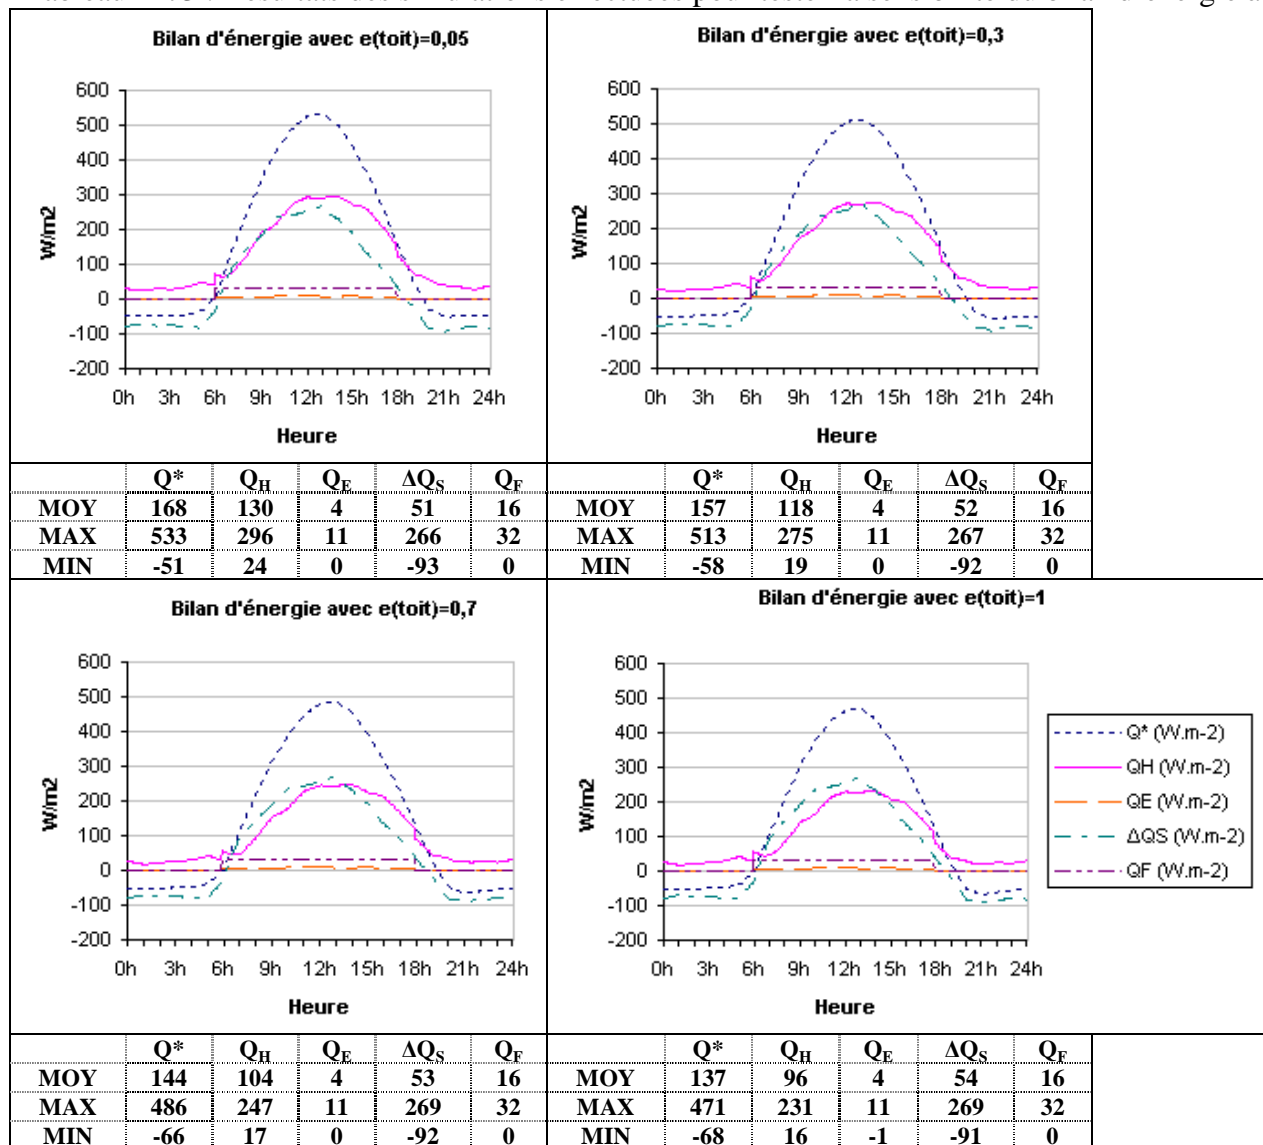 Bilan d'énergie avec e(toit)=0,05
600
500
400
300
200
100
0
-100
-200
W/m2
0h 3h 6h 9h 12h 15h 18h 21h 24h
Heure
Q* QH QE ΔQS QF
MOY 168 130 4 51 16
MAX 533 296 11 266 32
MIN -51 24 0 -93 0
Bilan d'énergie avec e(toit)=0,3
600
500
400
300
200
100
0
-100
-200
W/m2
0h 3h 6h 9h 12h 15h 18h 21h 24h
Heure
Q* QH QE ΔQS QF
MOY 157 118 4 52 16
MAX 513 275 11 267 32
MIN -58 19 0 -92 0
Bilan d'énergie avec e(toit)=0,7
600
500
400
300
200
100
0
-100
-200
W/m2
0h 3h 6h 9h 12h 15h 18h 21h 24h
Heure
Q* QH QE ΔQS QF
MOY 144 104 4 53 16
MAX 486 247 11 269 32
MIN -66 17 0 -92 0
Bilan d'énergie avec e(toit)=1
600
500
400
300
200
100
0
-100
-200
W/m2
0h 3h 6h 9h 12h 15h 18h 21h 24h
Heure
Q* (W.m-2)
QH (W.m-2)
QE (W.m-2)
ΔQS (W.m-2)
QF (W.m-2)
Q* QH QE ΔQS QF
MOY 137 96 4 54 16
MAX 471 231 11 269 32
MIN -68 16 -1 -91 0